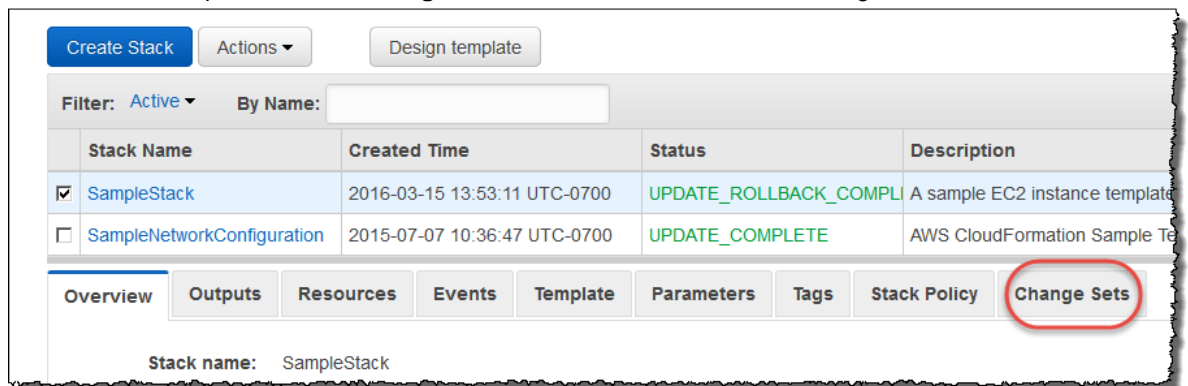 Create Stack Actions Design template
Filter: Active By Name:
Stack Name Created Time Status Description
SampleStack 2016-03-15 13:53:11 UTC-0700 UPDATE_ROLLBACK_COMPL A sample EC2 instance template
SampleNetworkConfiguration 2015-07-07 10:36:47 UTC-0700 UPDATE_COMPLETE AWS CloudFormation Sample Te
Overview Outputs Resources Events Template Parameters Tags Stack Policy Change Sets
Stack name: SampleStack